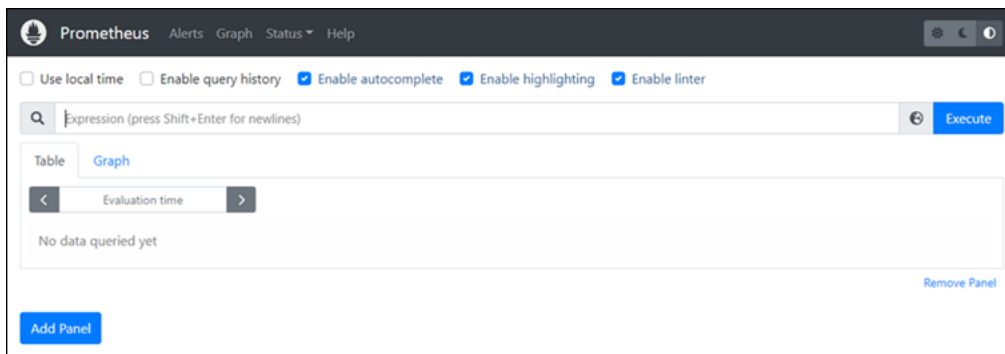 Prometheus Alerts Graph Status Help
Use local time Enable query history Enable autocomplete Enable highlighting Enable linter
Expression (press Shift+Enter for newlines) Execute
Table Graph
Evaluation time
No data queried yet
Remove Panel
Add Panel